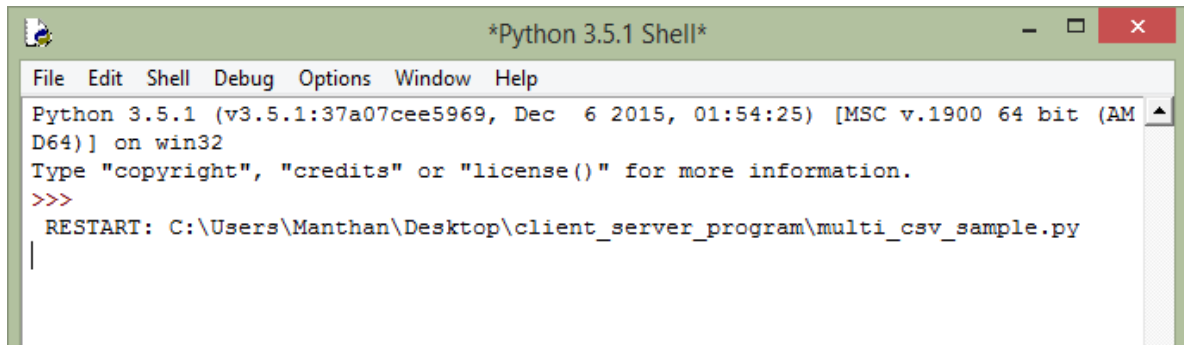 *Python 3.5.1 Shell*
File Edit Shell Debug Options Window Help
Python 3.5.1 (v3.5.1:37a07cee5969, Dec  6 2015, 01:54:25) [MSC v.1900 64 bit (AM
D64)] on win32
Type "copyright", "credits" or "license()" for more information.
>>>
 RESTART: C:\Users\Manthan\Desktop\client_server_program\multi_csv_sample.py